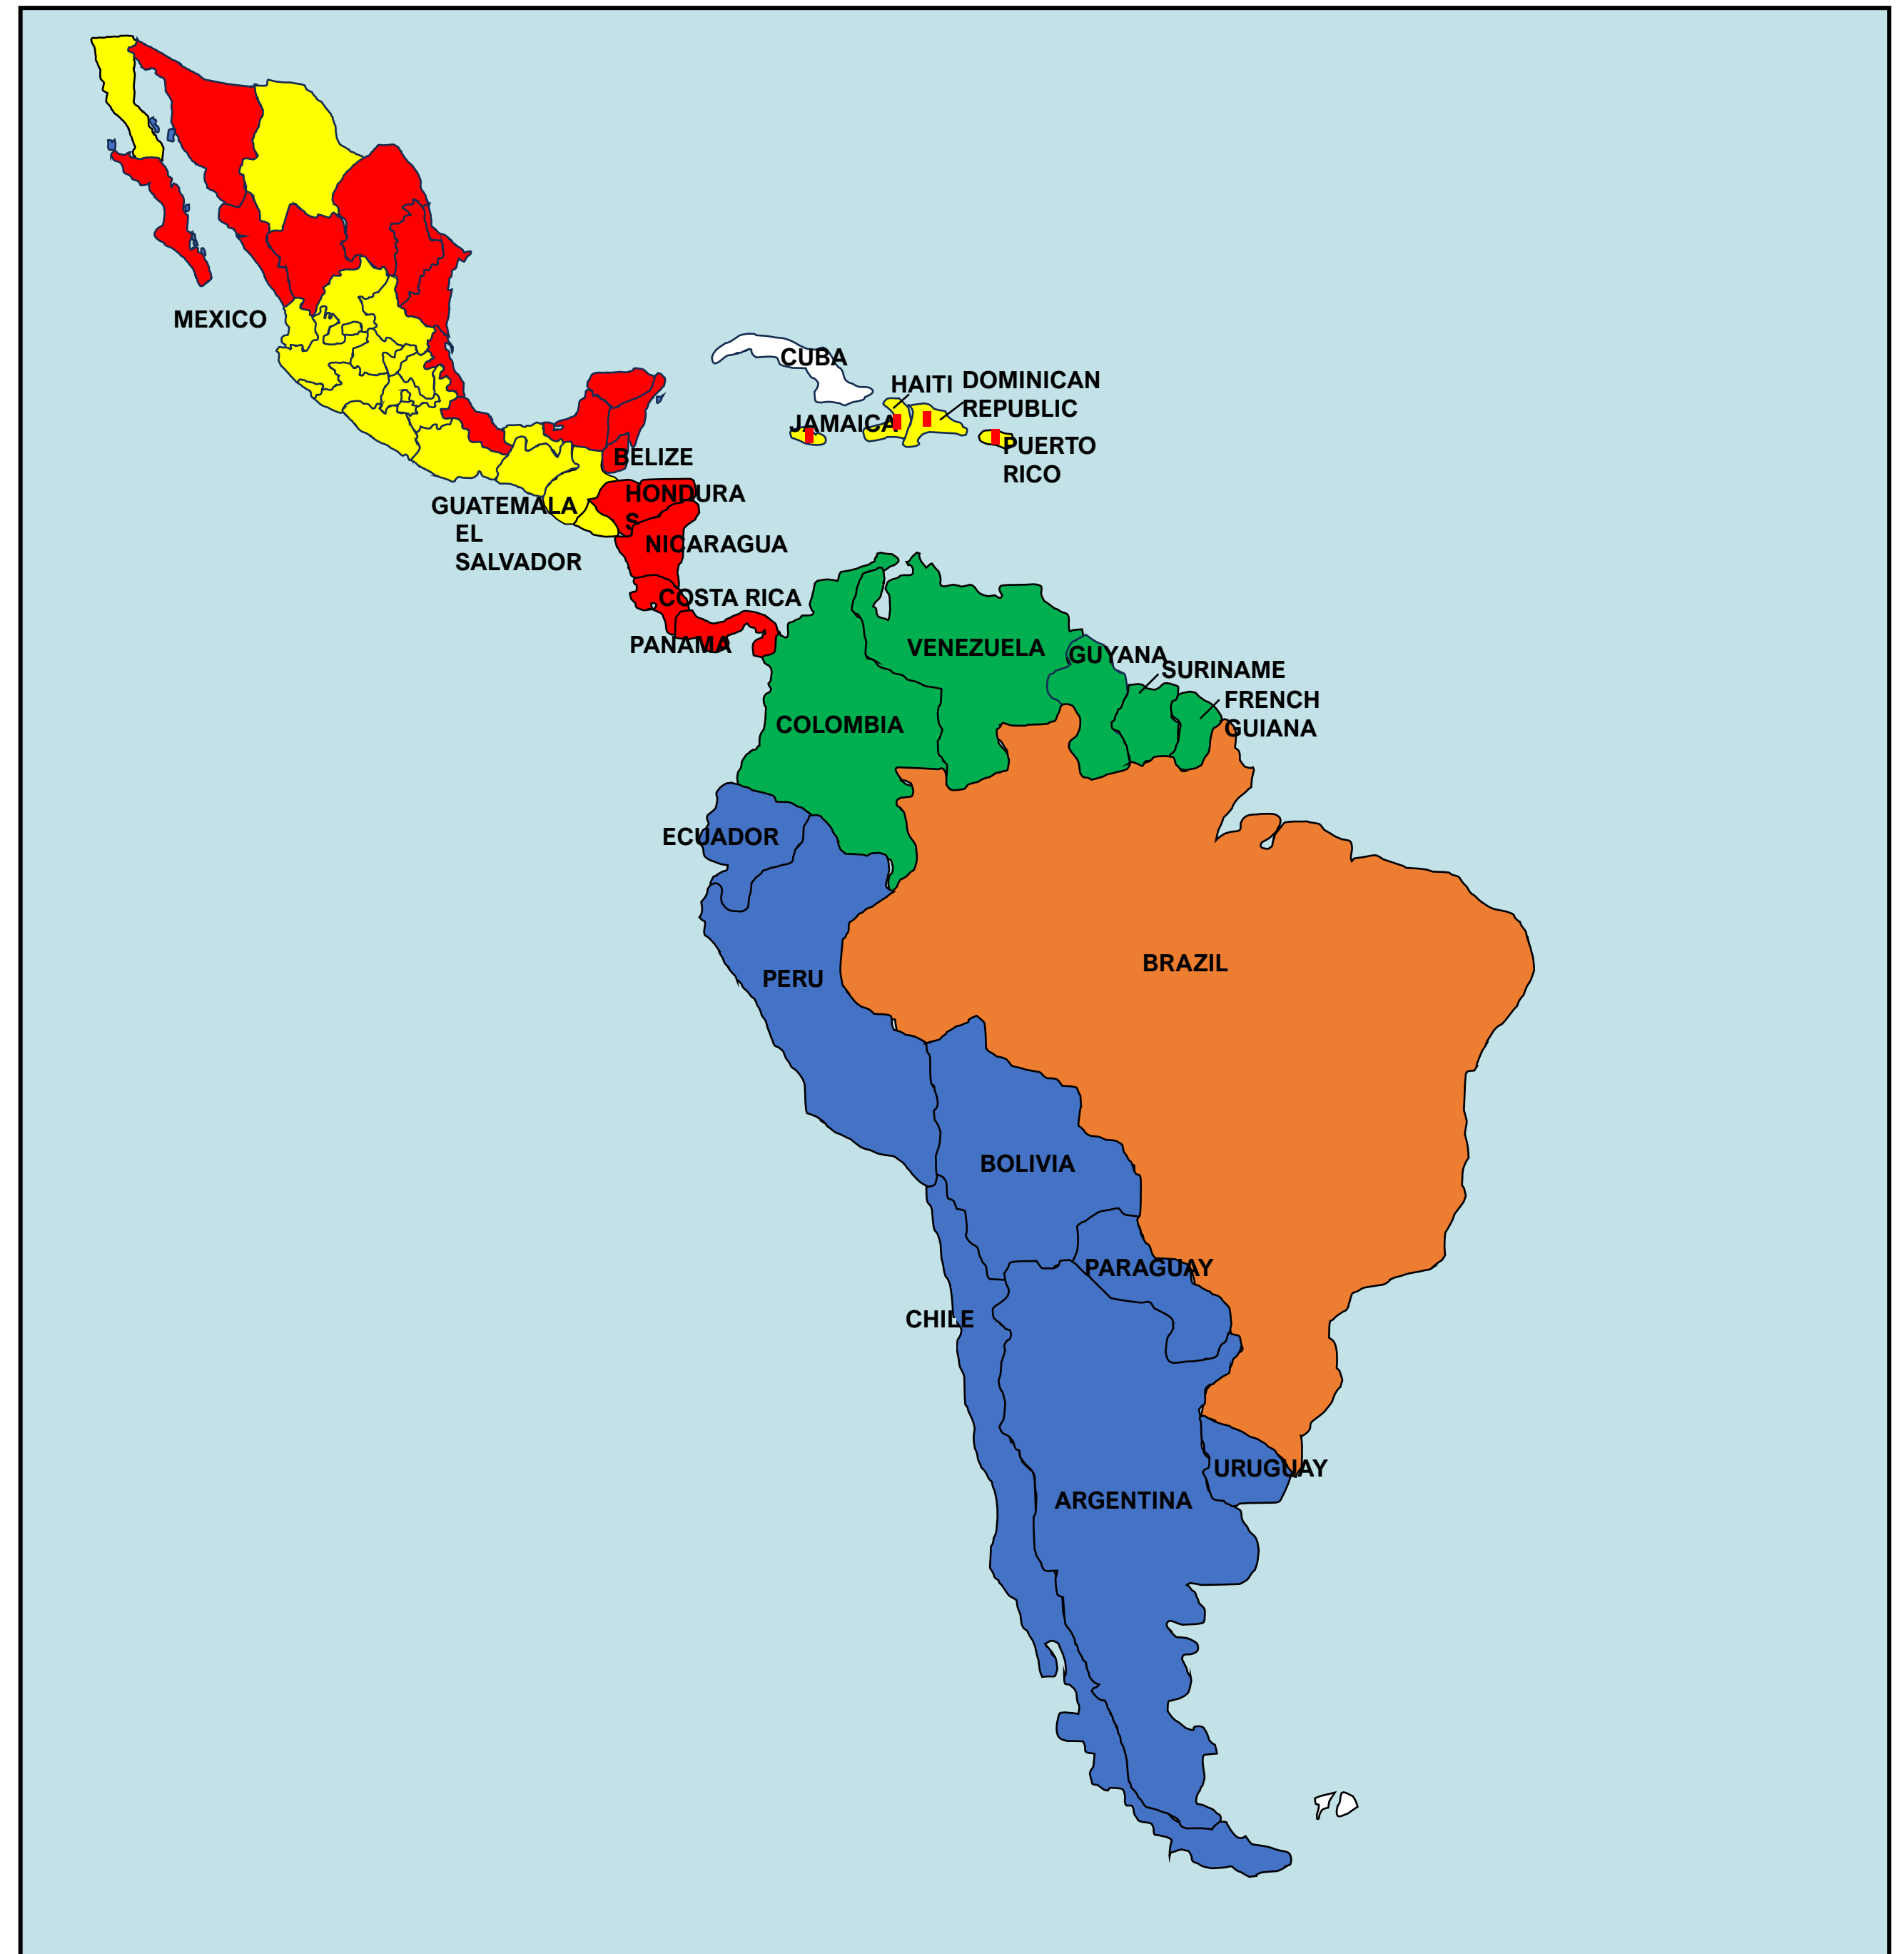 MEXICO
CUBA
HAITI
DOMINICAN
REPUBLIC
JAMAICA
PUERTO
RICO
BELIZE
HONDURA
S
GUATEMALA
EL
SALVADOR
NICARAGUA
COSTA RICA
PANAMA
VENEZUELA
GUYANA
SURINAME
FRENCH
GUIANA
COLOMBIA
ECUADOR
PERU
BRAZIL
BOLIVIA
PARAGUAY
CHILE
URUGUAY
ARGENTINA